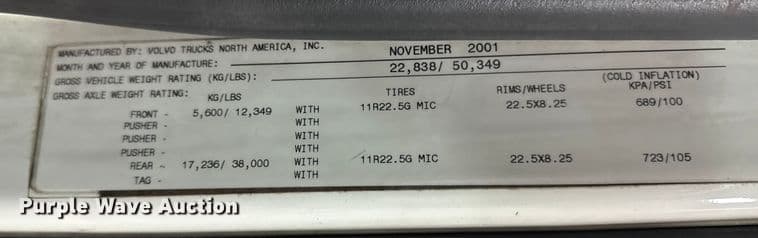 MANUFACTURED BY: VOLVO TRUCKS NORTH AMERICA, INC.
MONTH AND YEAR OF MANUFACTURE: NOVEMBER 2001
GROSS VEHICLE WEIGHT RATING (KG/LBS): 22,838/ 50,349
GROSS AXLE WEIGHT RATING: KG/LBS TIRES RIMS/WHEELS (COLD INFLATION) KPA/PSI
FRONT - 5,600/ 12,349 WITH 11R22.5G MIC 22.5X8.25 689/100
PUSHER - WITH
PUSHER - WITH
PUSHER - WITH
REAR - 17,236/ 38,000 WITH 11R22.5G MIC 22.5X8.25 723/105
TAG - WITH
Purple Wave Auction